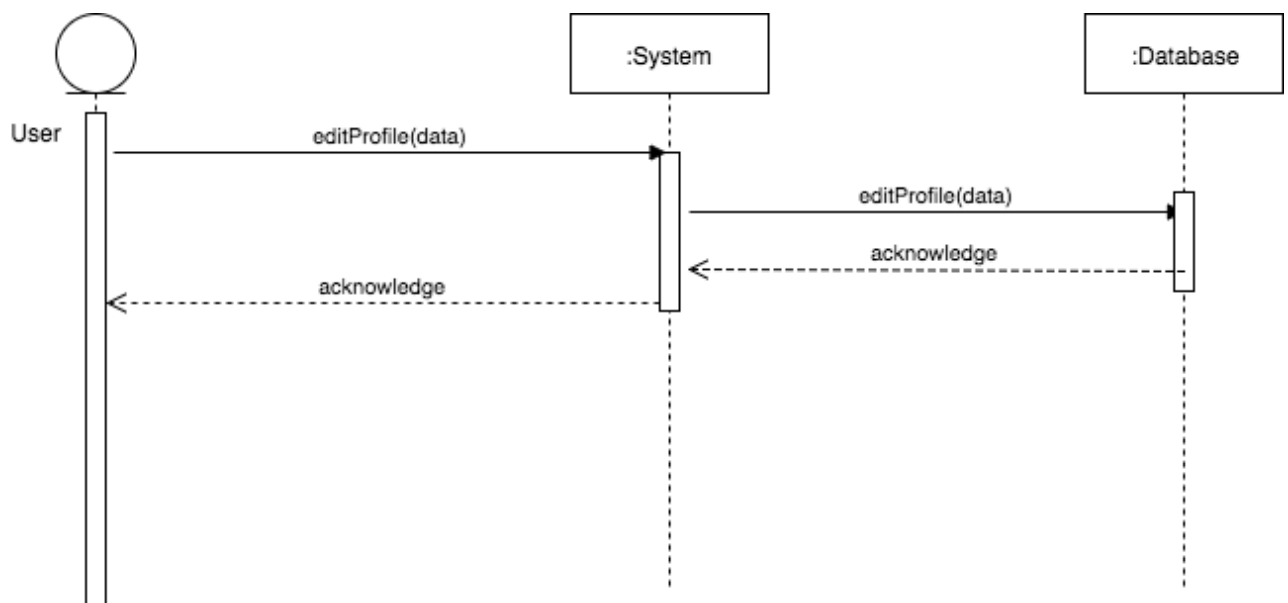 :System
:Database
User
editProfile(data)
editProfile(data)
acknowledge
acknowledge